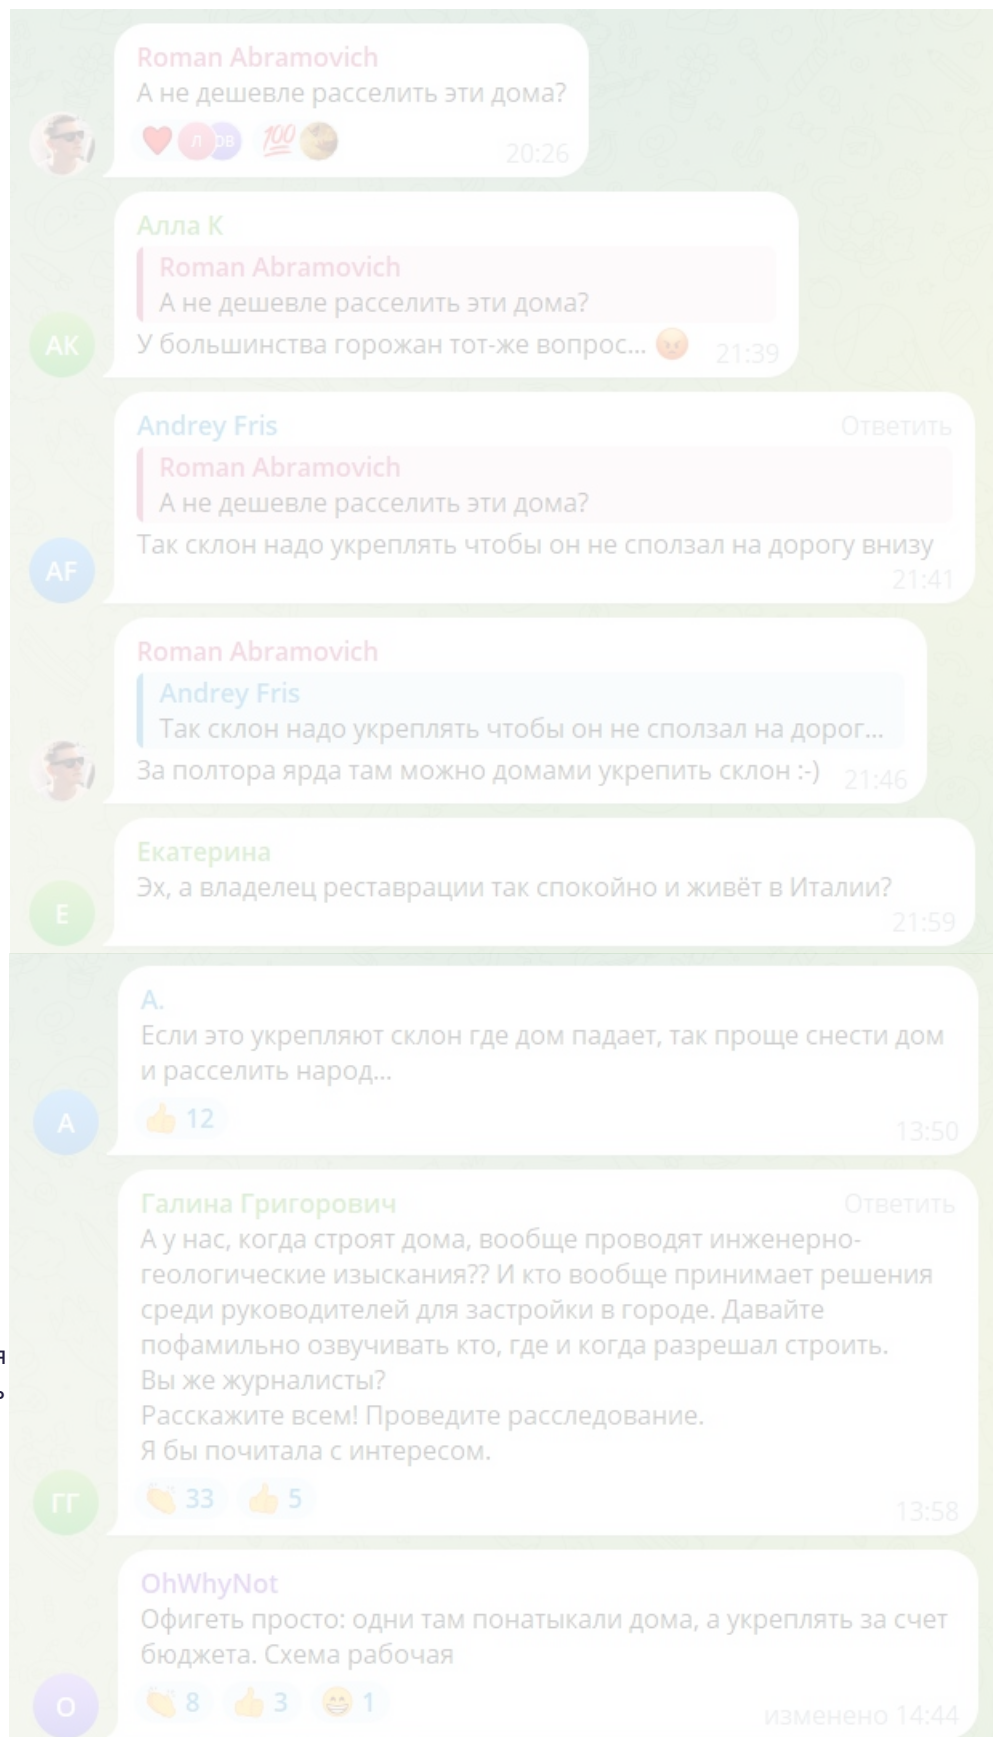 Roman Abramovich
А не дешевле расселить эти дома?
Л ОВ 💯
20:26
Алла К
Roman Abramovich
А не дешевле расселить эти дома?
АК
У большинства горожан тот-же вопрос... 😡 21:39
Andrey Fris Ответить
Roman Abramovich
А не дешевле расселить эти дома?
Так склон надо укреплять чтобы он не сползал на дорогу внизу
AF
21:41
Roman Abramovich
Andrey Fris
Так склон надо укреплять чтобы он не сползал на дорог...
За полтора ярда там можно домами укрепить склон :-) 21:46
Екатерина
Эх, а владелец реставрации так спокойно и живёт в Италии?
Е
21:59
А.
Если это укрепляют склон где дом падает, так проще снести дом
и расселить народ...
А
👍 12
13:50
Галина Григорович Ответить
А у нас, когда строят дома, вообще проводят инженерно-
геологические изыскания?? И кто вообще принимает решения
среди руководителей для застройки в городе. Давайте
пофамильно озвучивать кто, где и когда разрешал строить.
я
Вы же журналисты?
ь
Расскажите всем! Проведите расследование.
Я бы почитала с интересом.
ГГ
👏 33 👍 5
13:58
OhWhyNot
Офигеть просто: одни там понатыкали дома, а укреплять за счет
бюджета. Схема рабочая
O
👏 8 👍 3 😁 1
изменено 14:44